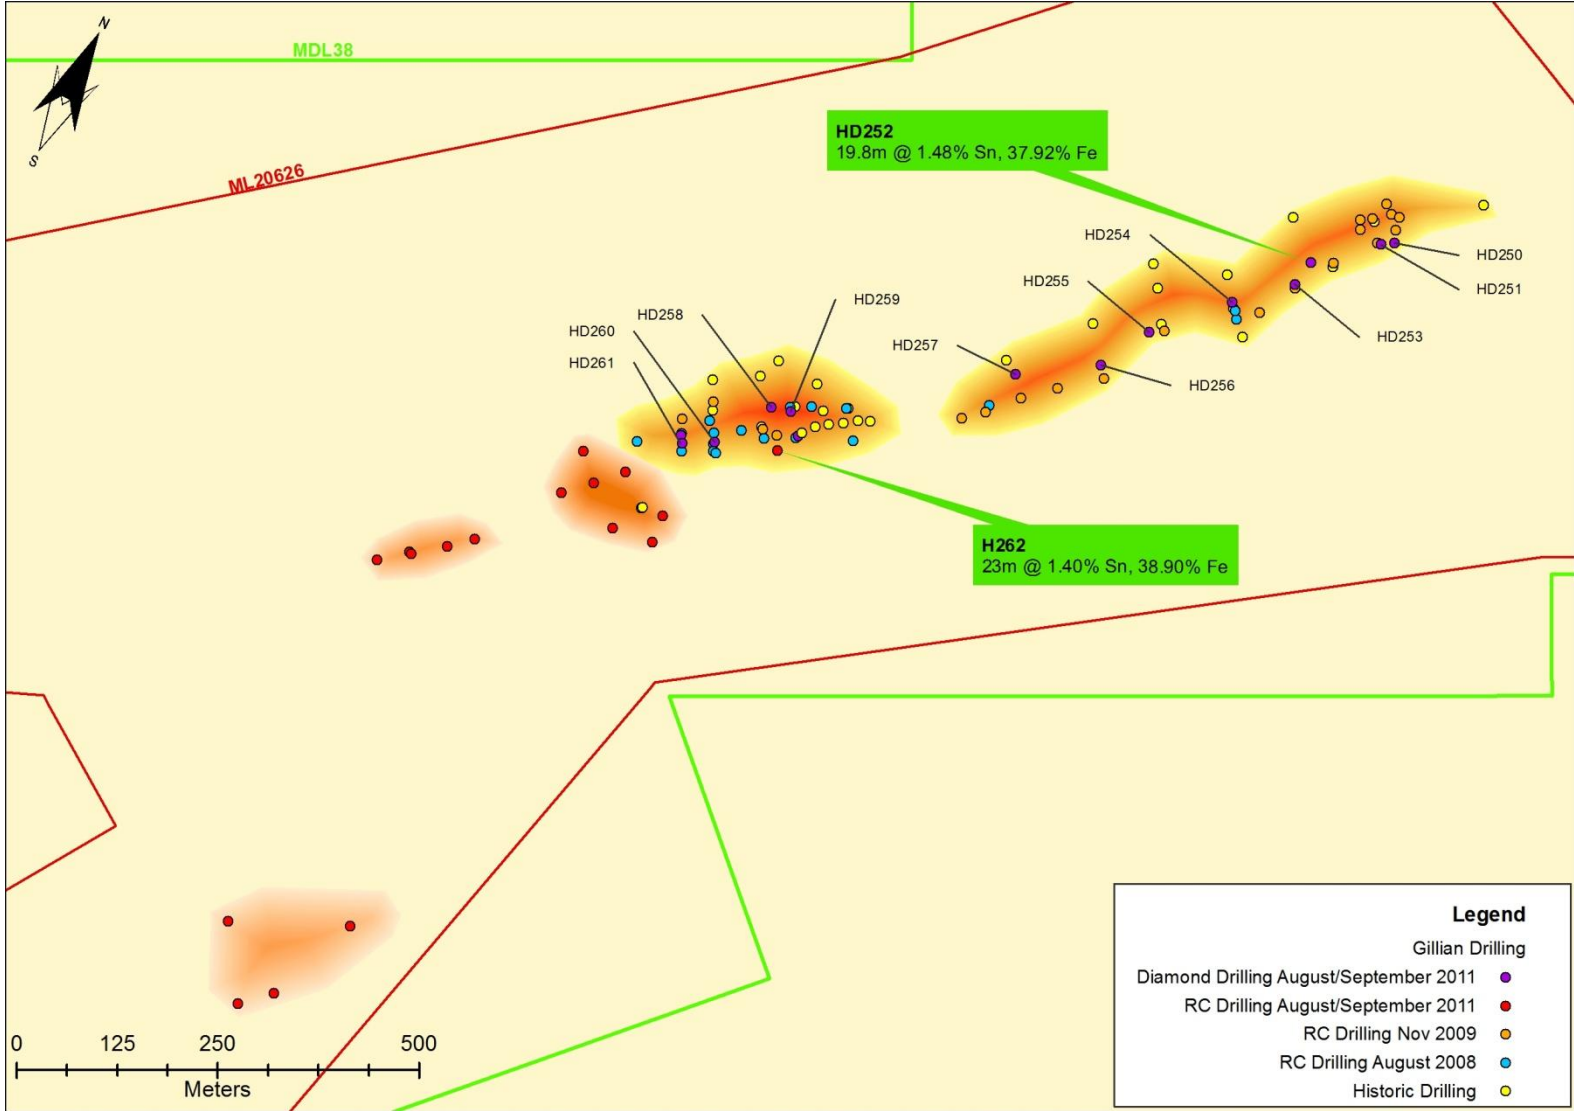 N
S
MDL38
ML20626
HD252
19.8m @ 1.48% Sn, 37.92% Fe
HD254
HD250
HD255
HD251
HD259
HD258
HD260
HD253
HD257
HD261
HD256
H262
23m @ 1.40% Sn, 38.90% Fe
Legend
Gillian Drilling
Diamond Drilling August/September 2011
RC Drilling August/September 2011
RC Drilling Nov 2009
RC Drilling August 2008
Historic Drilling
0 125 250 500
Meters